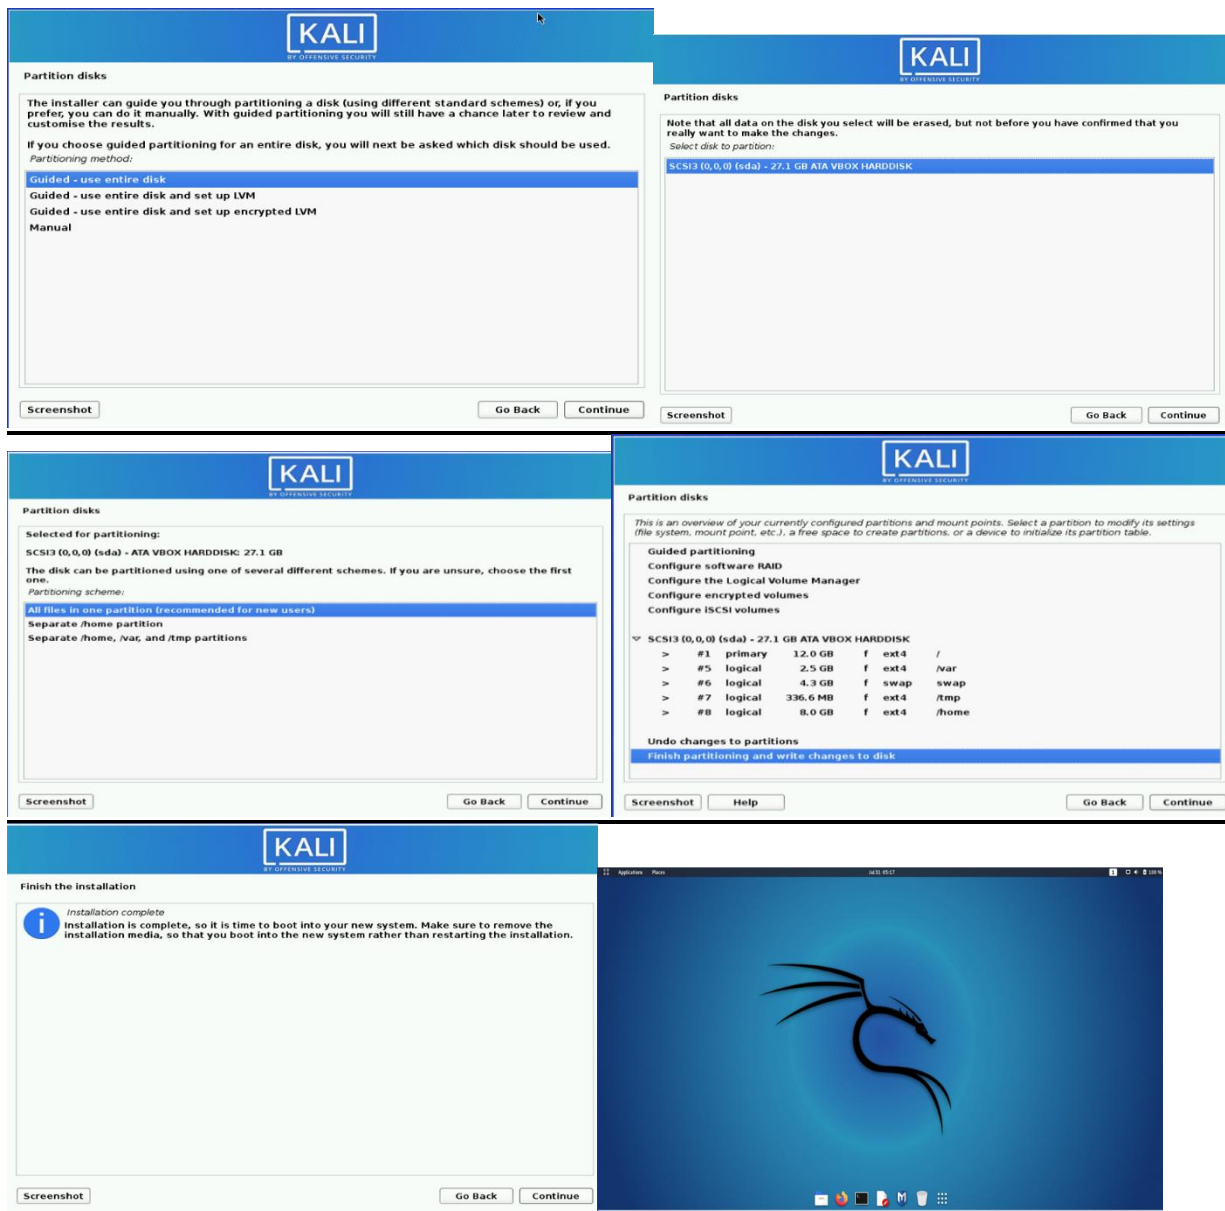 KALI
BY OFFENSIVE SECURITY
Partition disks
The installer can guide you through partitioning a disk (using different standard schemes) or, if you
prefer, you can do it manually. With guided partitioning you will still have a chance later to review and
customise the results.
If you choose guided partitioning for an entire disk, you will next be asked which disk should be used.
Partitioning method:
Guided - use entire disk
Guided - use entire disk and set up LVM
Guided - use entire disk and set up encrypted LVM
Manual
Screenshot
Go Back
Continue
KALI
BY OFFENSIVE SECURITY
Partition disks
Note that all data on the disk you select will be erased, but not before you have confirmed that you
really want to make the changes.
Select disk to partition:
SCSI3 (0,0,0) (sda) - 27.1 GB ATA VBOX HARDDISK
Screenshot
Go Back
Continue
KALI
BY OFFENSIVE SECURITY
Partition disks
Selected for partitioning:
SCSI3 (0,0,0) (sda) - ATA VBOX HARDDISK: 27.1 GB
The disk can be partitioned using one of several different schemes. If you are unsure, choose the first
one.
Partitioning scheme:
All files in one partition (recommended for new users)
Separate /home partition
Separate /home, /var, and /tmp partitions
Screenshot
Go Back
Continue
KALI
BY OFFENSIVE SECURITY
Partition disks
This is an overview of your currently configured partitions and mount points. Select a partition to modify its settings
(file system, mount point, etc.), a free space to create partitions, or a device to initialize its partition table.
Guided partitioning
Configure software RAID
Configure the Logical Volume Manager
Configure encrypted volumes
Configure iSCSI volumes
SCSI3 (0,0,0) (sda) - 27.1 GB ATA VBOX HARDDISK
> #1 primary 12.0 GB f ext4 /
> #5 logical 2.5 GB f ext4 /var
> #6 logical 4.3 GB f swap swap
> #7 logical 336.6 MB f ext4 /tmp
> #8 logical 8.0 GB f ext4 /home
Undo changes to partitions
Finish partitioning and write changes to disk
Screenshot
Help
Go Back
Continue
KALI
BY OFFENSIVE SECURITY
Finish the installation
Installation complete
Installation is complete, so it is time to boot into your new system. Make sure to remove the
installation media, so that you boot into the new system rather than restarting the installation.
Screenshot
Go Back
Continue
Applications Places
Jul 31 05:17
1
100 %